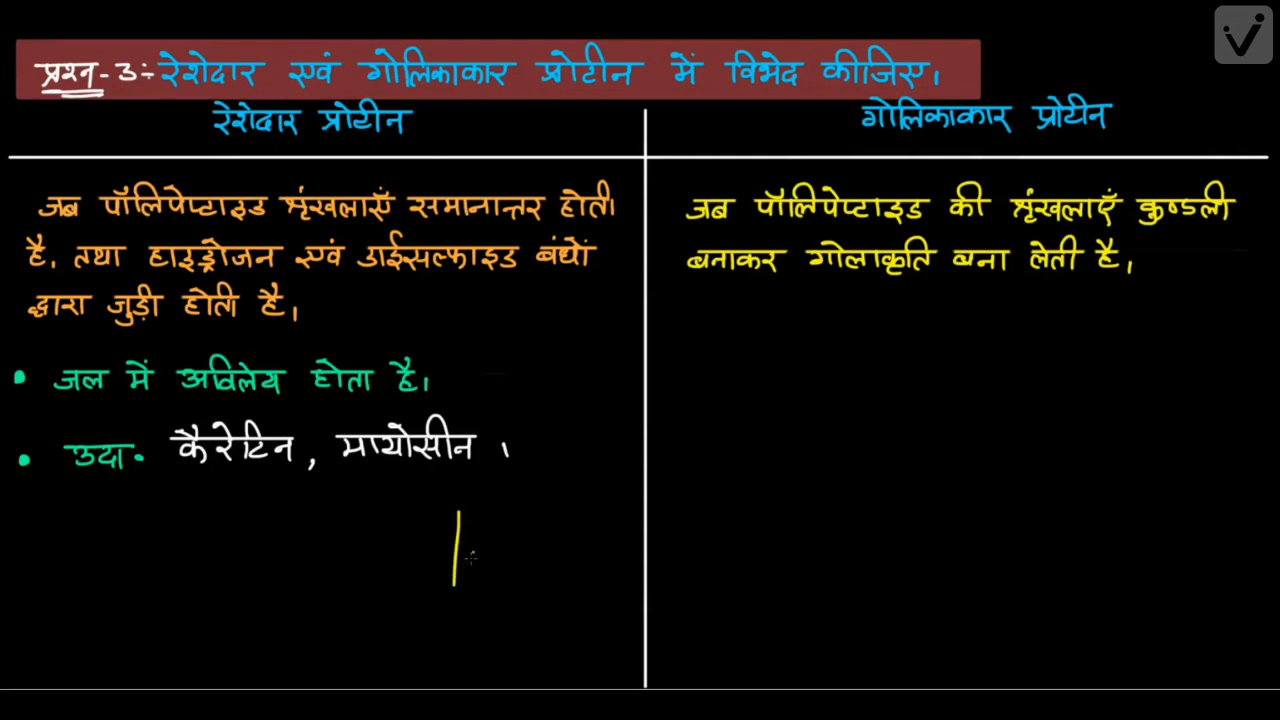 प्रश्न-3:- रेशेदार एवं गोलिकाकार प्रोटीन में विभेद कीजिए।
रेशेदार प्रोटीन
जब पॉलिपेप्टाइड शृंखलाएँ समानान्तर होती
है, तथा हाइड्रोजन एवं डाईसल्फाइड बंधों
द्वारा जुड़ी होती है।
• जल में अविलेय होता है।
• उदा. कैरेटिन, मायोसीन ।
गोलिकाकार प्रोटीन
जब पॉलिपेप्टाइड की शृंखलाएँ कुण्डली
बनाकर गोलाकृति बना लेती है।